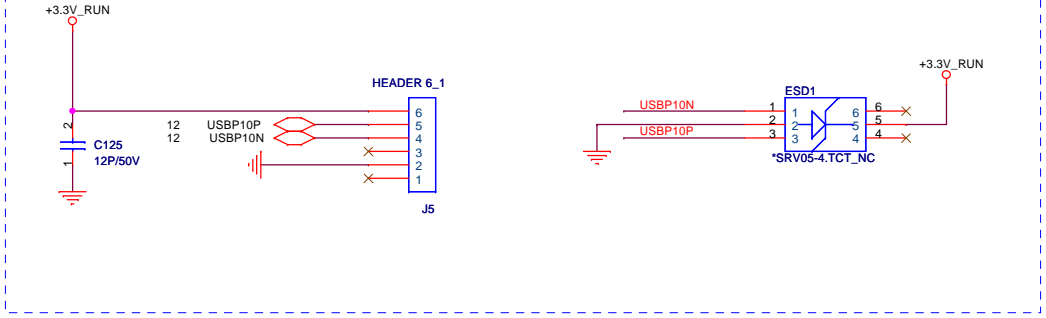 +3.3V_RUN
HEADER 6_1
6
12 USBP10P 5
12 USBP10N 4
3
2
1
J5
2
1
C125
12P/50V
+3.3V_RUN
ESD1
USBP10N 1 1 6 6
2 2 5 5
USBP10P 3 3 4 4
*SRV05-4.TCT_NC